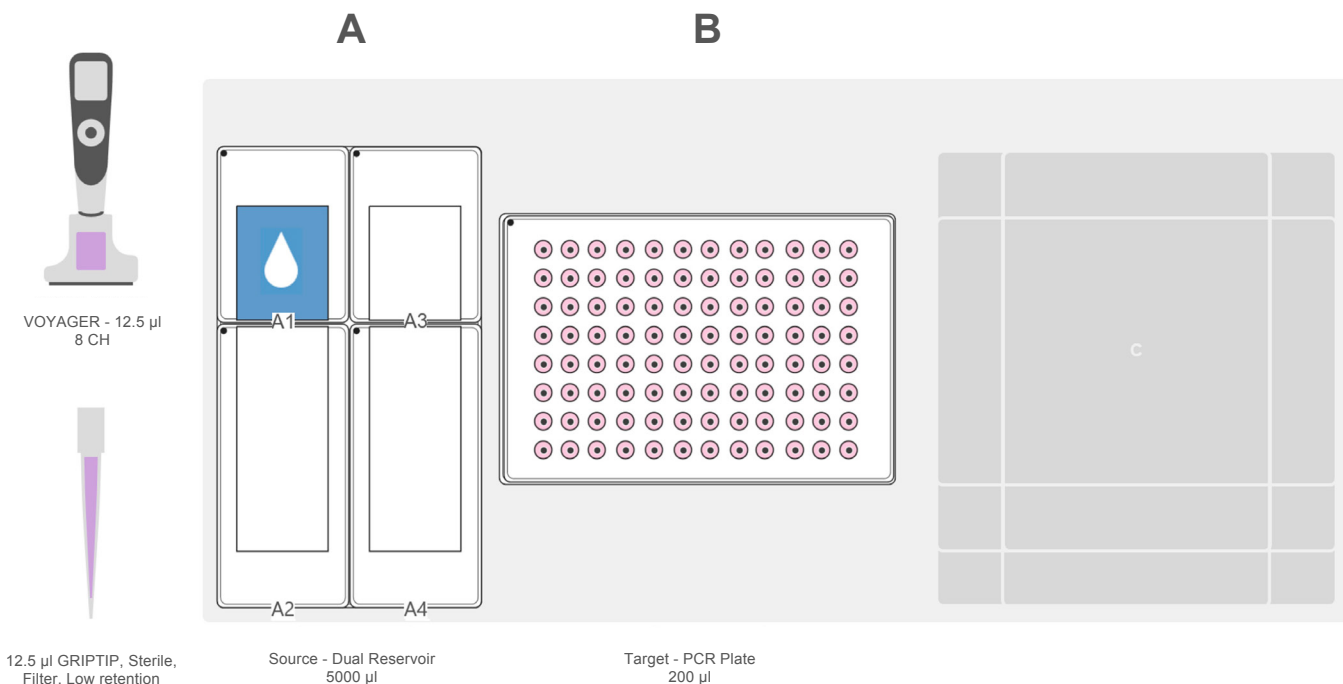 A
B
VOYAGER - 12.5 µl
8 CH
A1
A3
C
A2
A4
12.5 µl GRIPTIP, Sterile,
Filter, Low retention
Source - Dual Reservoir
5000 µl
Target - PCR Plate
200 µl